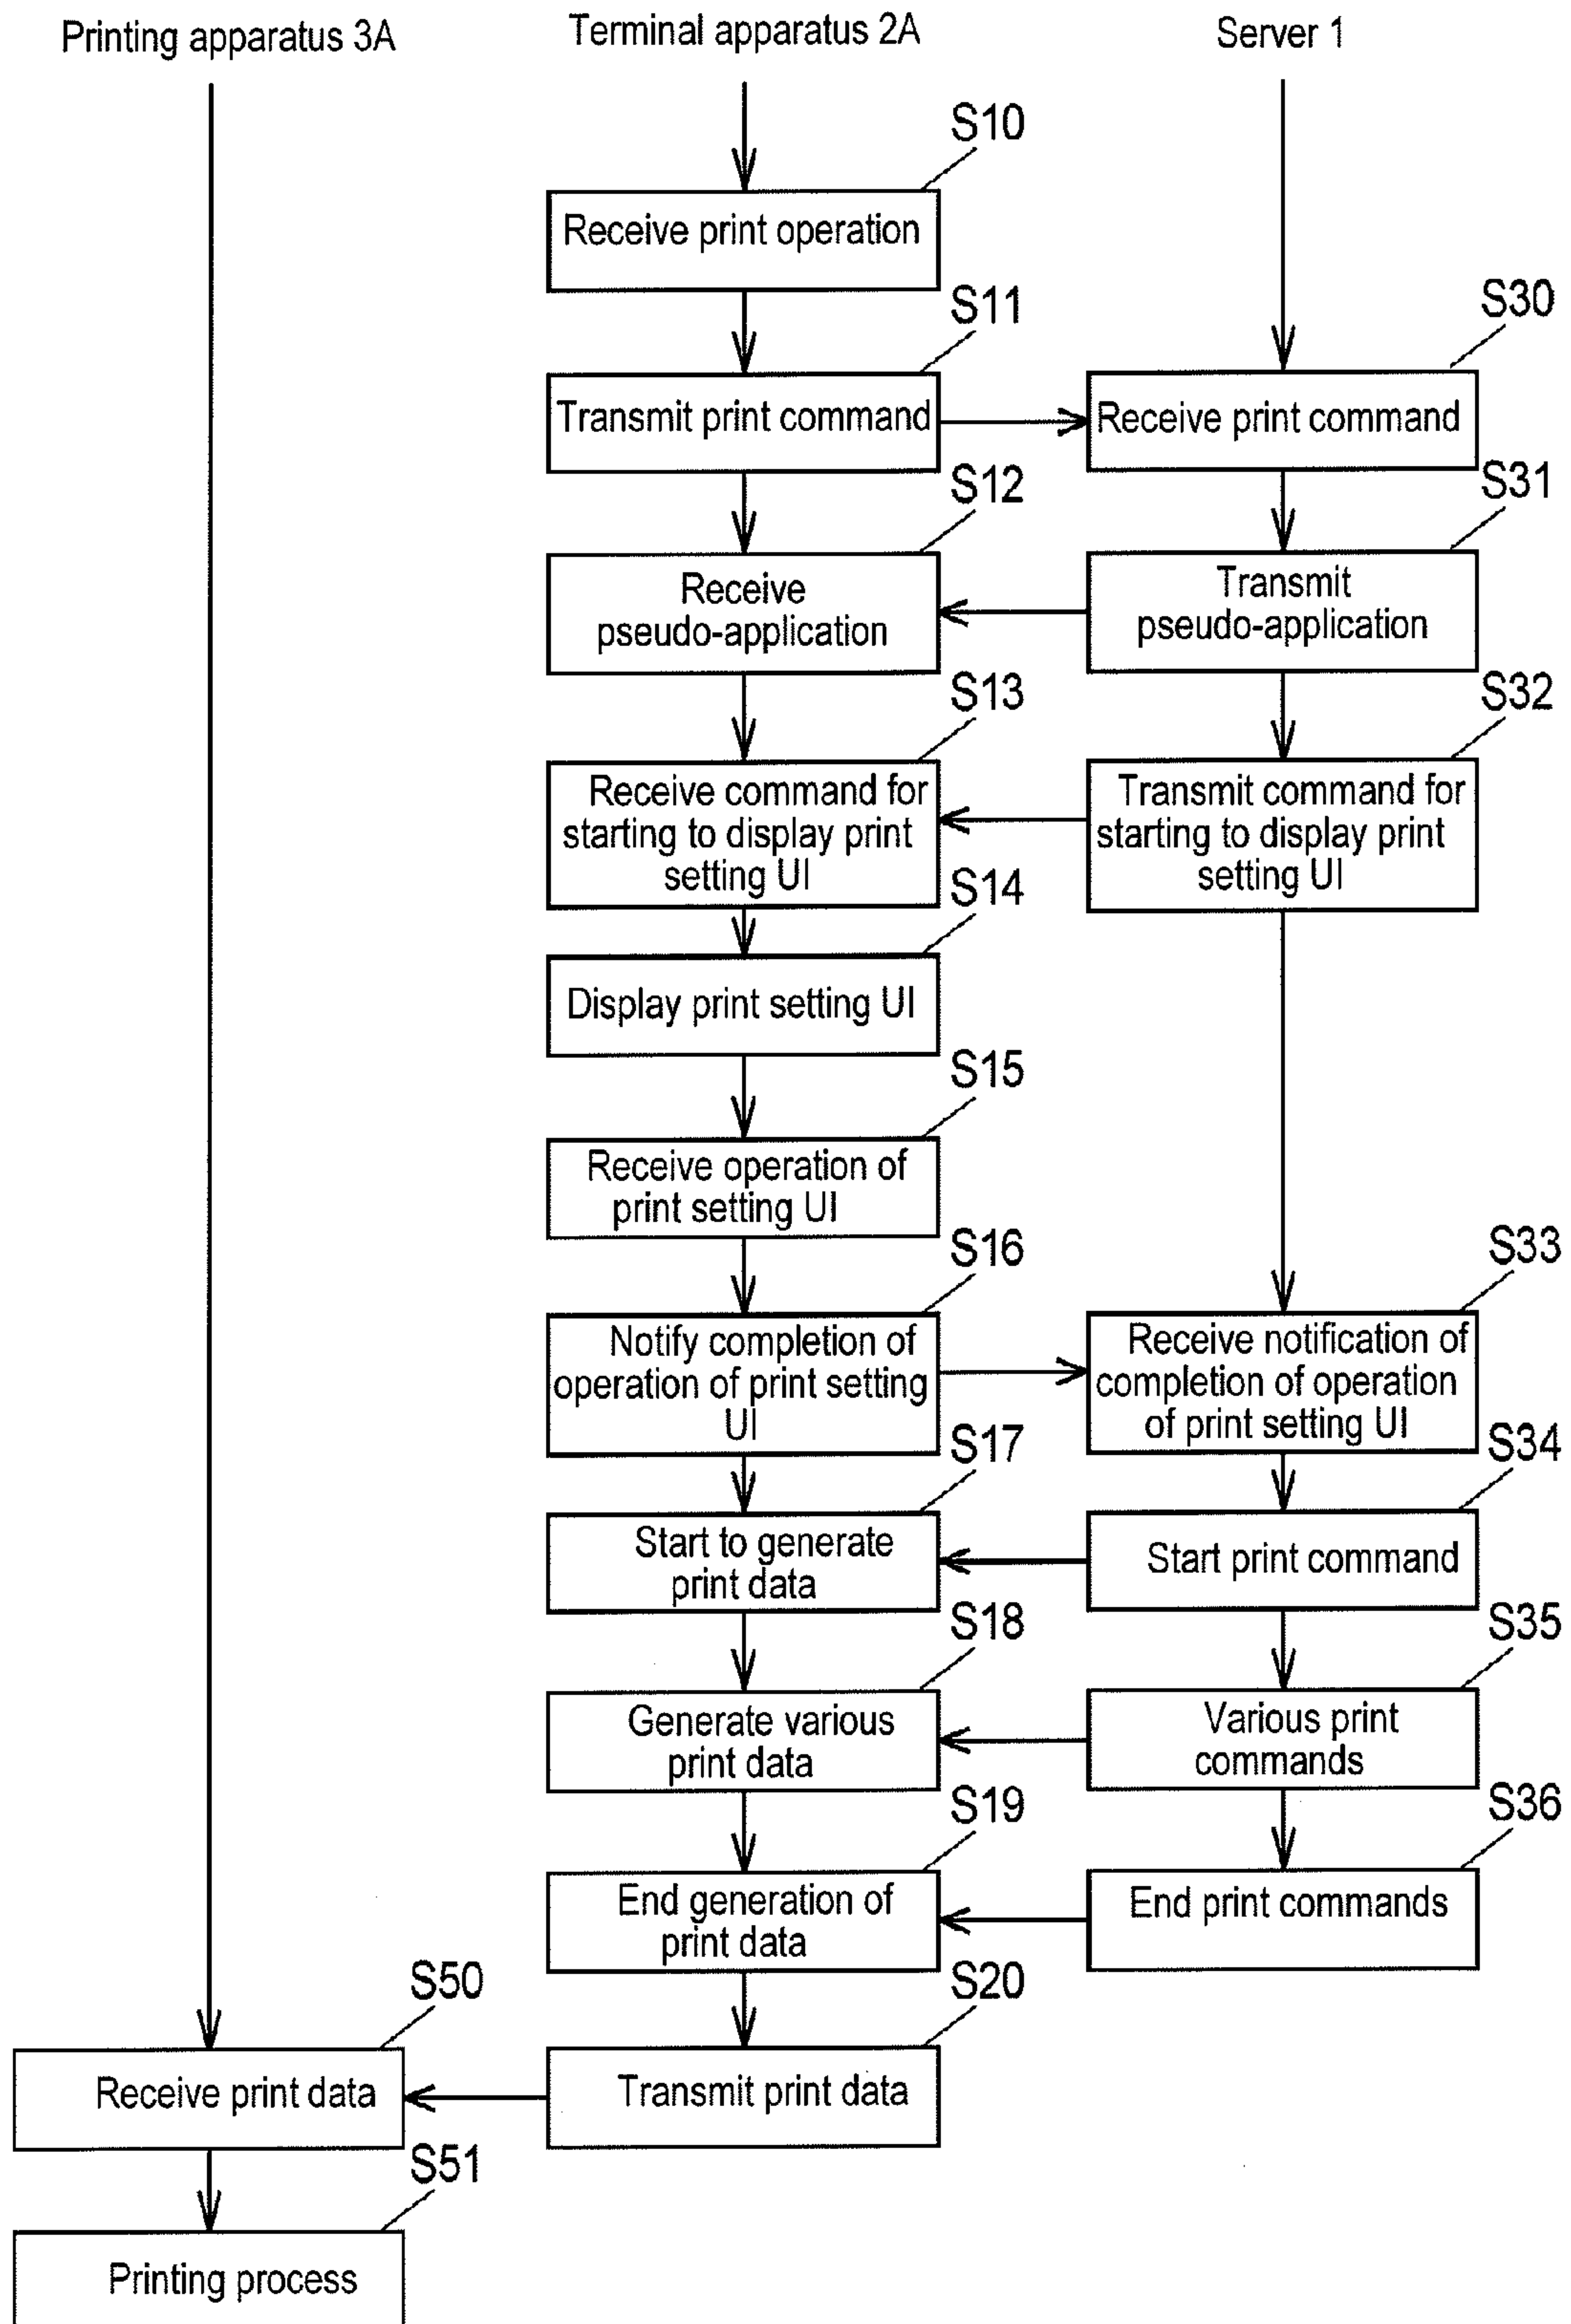 Printing apparatus 3A
Terminal apparatus 2A
Server 1
S10
Receive print operation
S11
S30
Transmit print command
Receive print command
S12
S31
Receive
pseudo-application
Transmit
pseudo-application
S13
S32
Receive command for
starting to display print
setting UI
Transmit command for
starting to display print
setting UI
S14
Display print setting UI
S15
Receive operation of
print setting UI
S16
S33
Notify completion of
operation of print setting
UI
Receive notification of
completion of operation
of print setting UI
S17
S34
Start to generate
print data
Start print command
S18
S35
Generate various
print data
Various print
commands
S19
S36
End generation of
print data
End print commands
S50
S20
Receive print data
Transmit print data
S51
Printing process